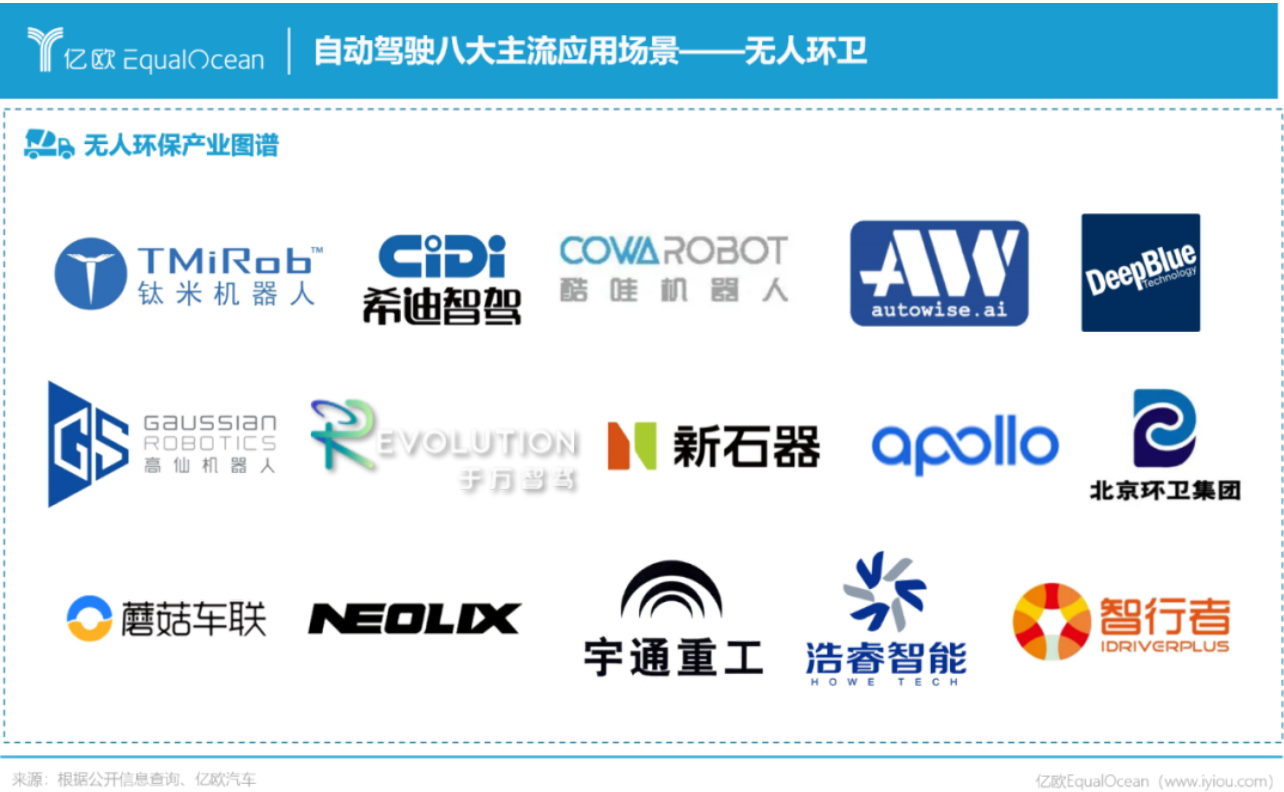 亿欧 EqualOcean
自动驾驶八大主流应用场景——无人环卫
无人环保产业图谱
TMiRob™
钛米机器人
CiDi
希迪智驾
COWAROBOT
酷哇机器人
AW
autowise.ai
DeepBlue
Technology
GS
GAUSSIAN
ROBOTICS
高仙机器人
REVOLUTION
于万智驾
新石器
apollo
北京环卫集团
蘑菇车联
NEOLIX
宇通重工
浩睿智能
HOWE TECH
智行者
IDRIVERPLUS
来源：根据公开信息查询、亿欧汽车
亿欧EqualOcean（www.iyiou.com）